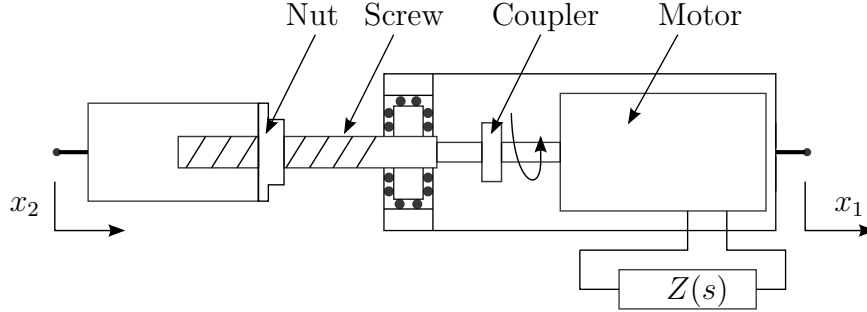 Nut Screw Coupler Motor
x₂ x₁
Z(s)